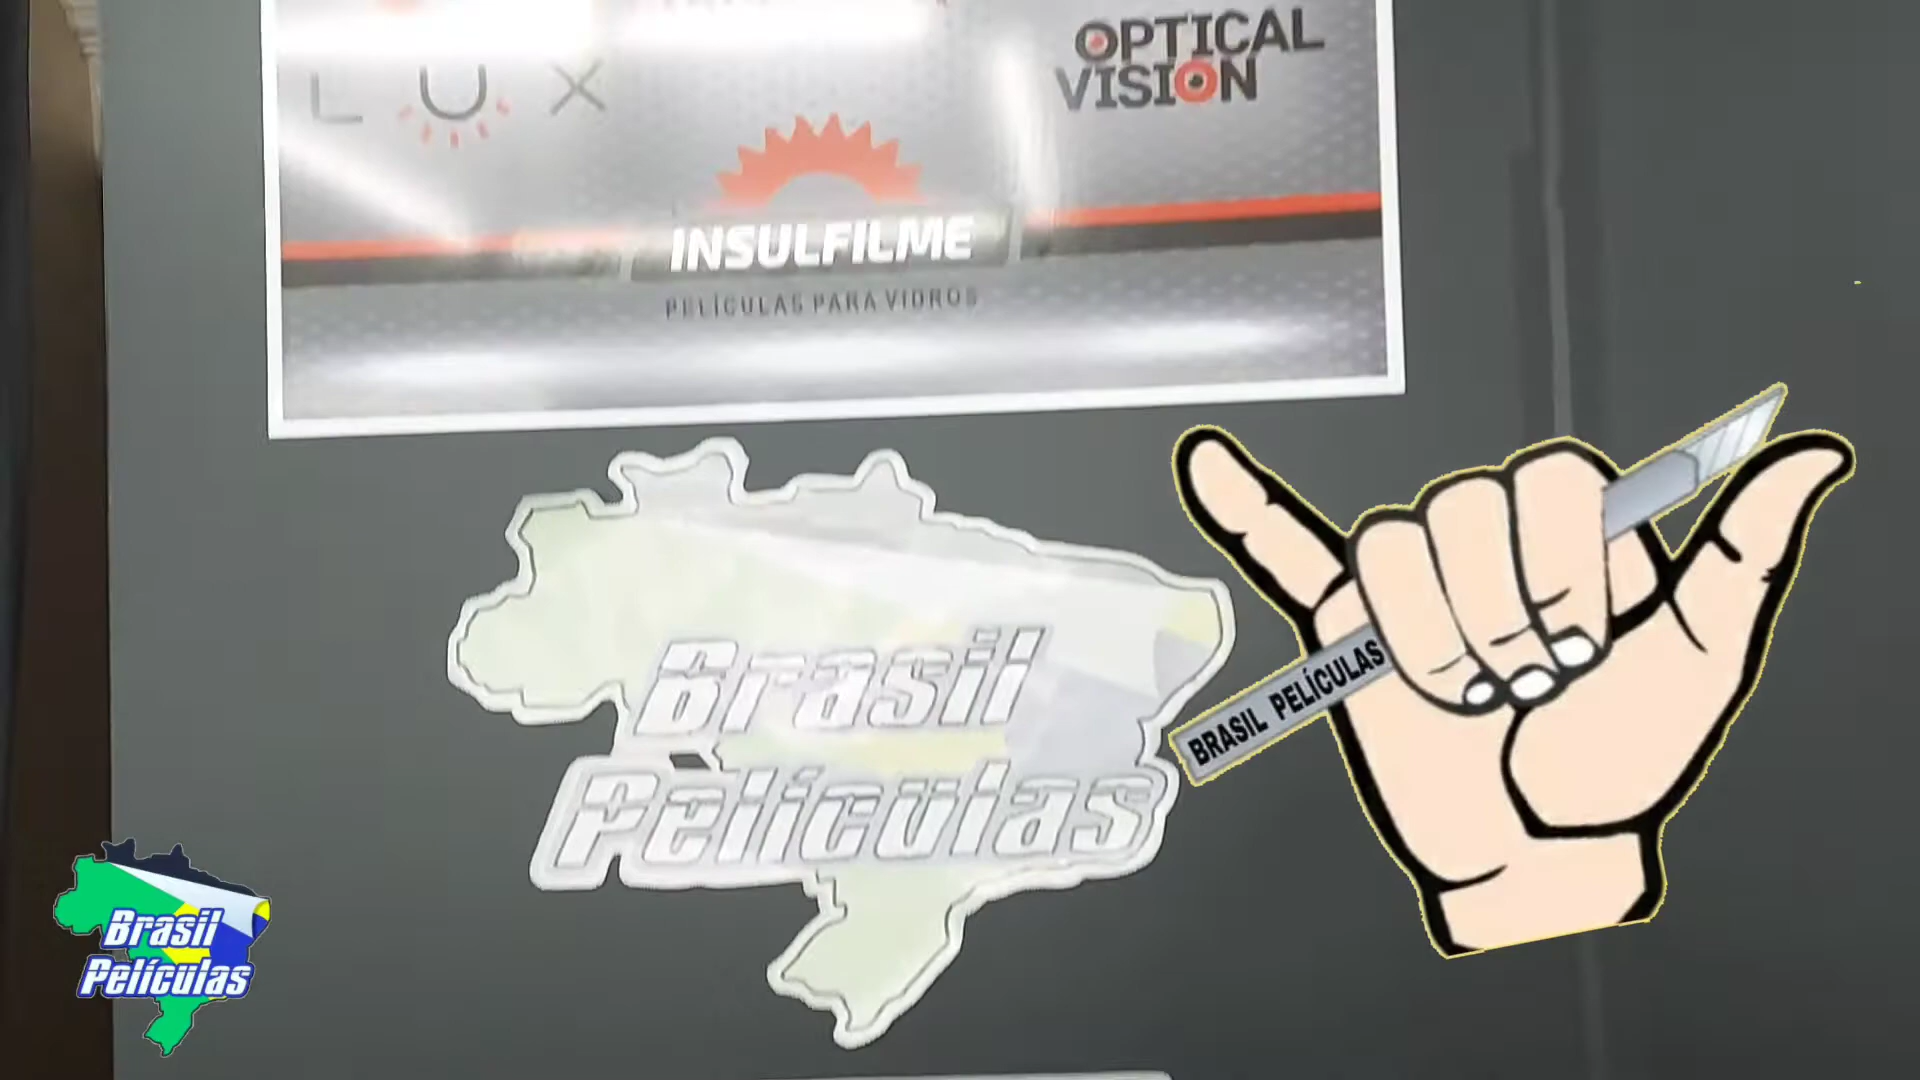 LUX
OPTICAL
VISION
INSULFILME
PELÍCULAS PARA VIDROS
Brasil
Películas
BRASIL PELÍCULAS
Brasil
Películas